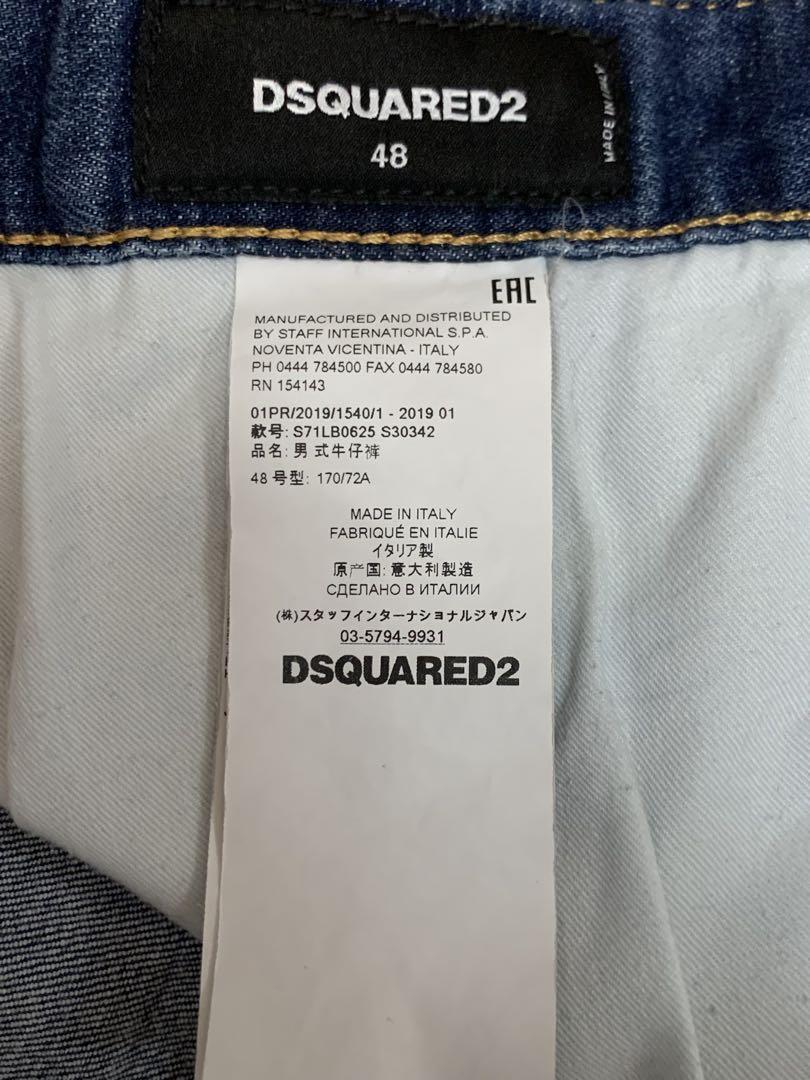 DSQUARED2
48
MADE IN ITALY
EAC
MANUFACTURED AND DISTRIBUTED
BY STAFF INTERNATIONAL S.P.A.
NOVENTA VICENTINA - ITALY
PH 0444 784500 FAX 0444 784580
RN 154143
01PR/2019/1540/1 - 2019 01
款号: S71LB0625 S30342
品名: 男式牛仔裤
48 号型: 170/72A
MADE IN ITALY
FABRIQUÉ EN ITALIE
イタリア製
原产国: 意大利製造
СДЕЛАНО В ИТАЛИИ
(株)スタッフインターナショナルジャパン
03-5794-9931
DSQUARED2